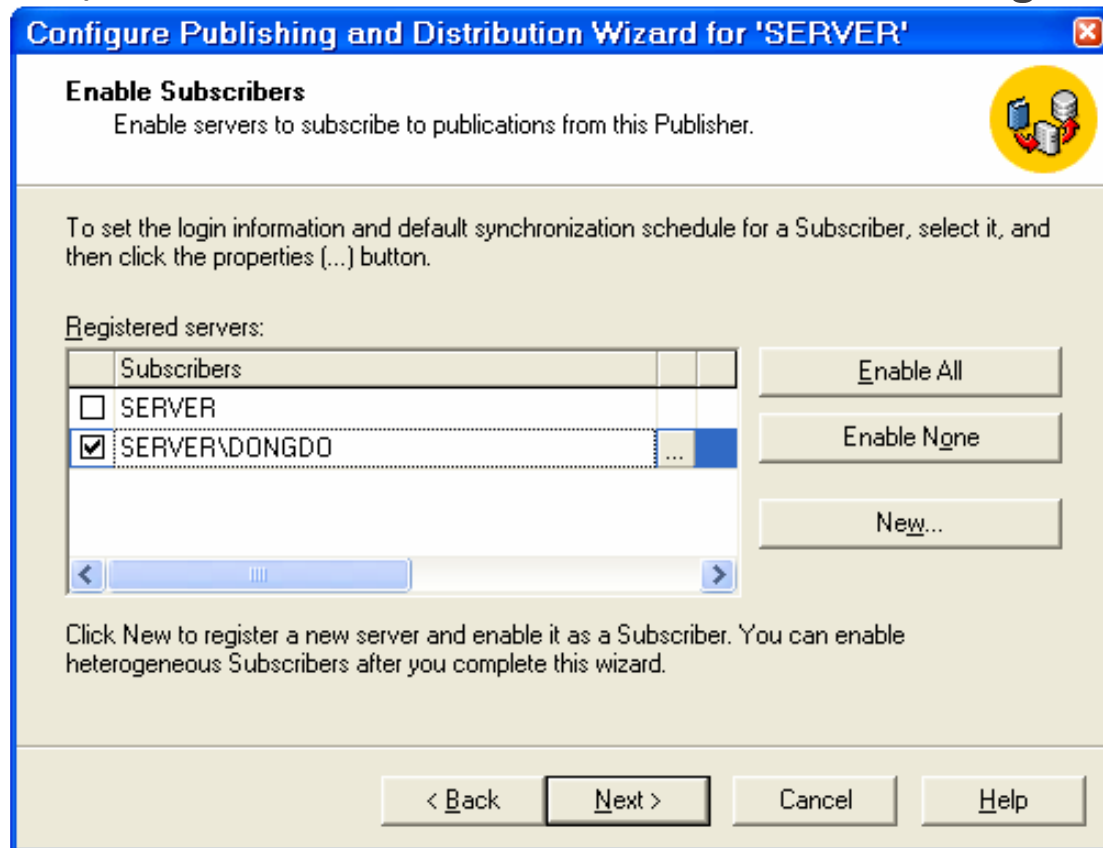 Configure Publishing and Distribution Wizard for 'SERVER'
Enable Subscribers
Enable servers to subscribe to publications from this Publisher.
To set the login information and default synchronization schedule for a Subscriber, select it, and
then click the properties (...) button.
Registered servers:
Subscribers
SERVER
SERVER\DONGDO
...
Enable All
Enable None
New...
Click New to register a new server and enable it as a Subscriber. You can enable
heterogeneous Subscribers after you complete this wizard.
< Back
Next >
Cancel
Help